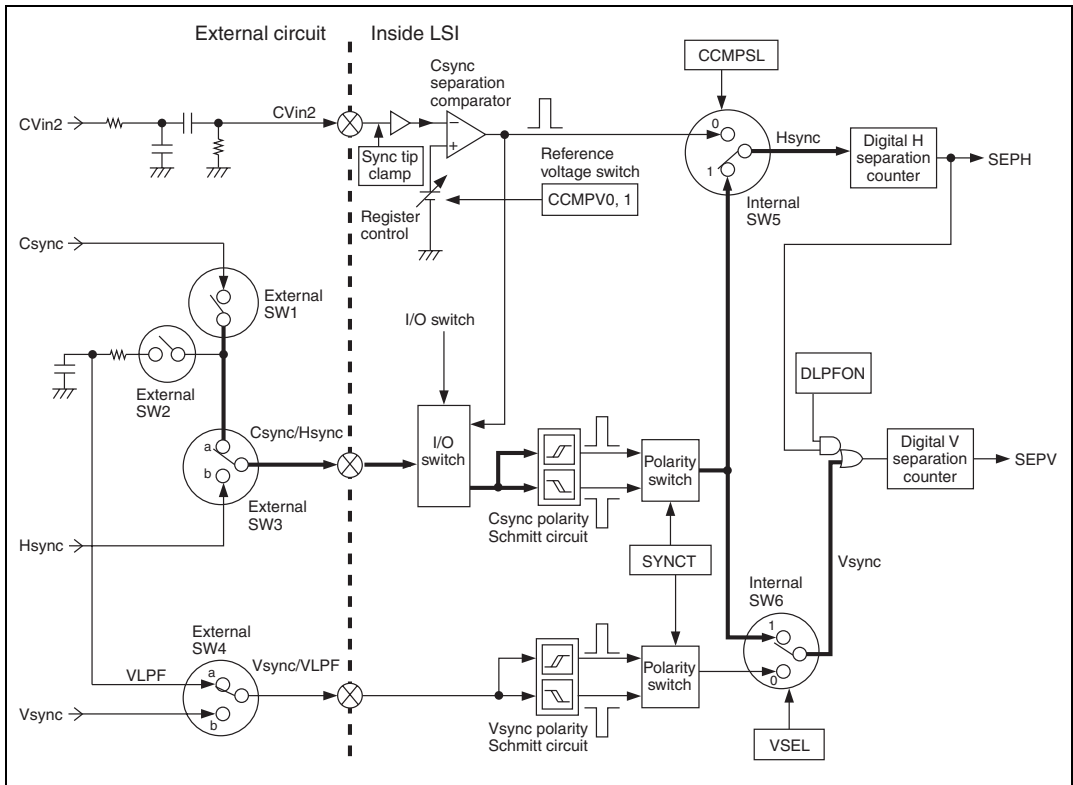 External circuit
Inside LSI
CCMPSL
Csync
separation
comparator
CVin2
CVin2
0
Hsync
Digital H
separation
counter
SEPH
Sync tip
clamp
−
+
Reference
voltage switch
CCMPV0, 1
1
Internal
SW5
Register
control
Csync
External
SW1
I/O switch
External
SW2
DLPFON
a
Csync/Hsync
b
I/O
switch
Polarity
switch
Digital V
separation
counter
SEPV
External
SW3
Csync polarity
Schmitt circuit
Hsync
SYNCT
Vsync
Internal
SW6
External
SW4
1
VLPF
a
Vsync/VLPF
Polarity
switch
0
Vsync
b
Vsync polarity
Schmitt circuit
VSEL